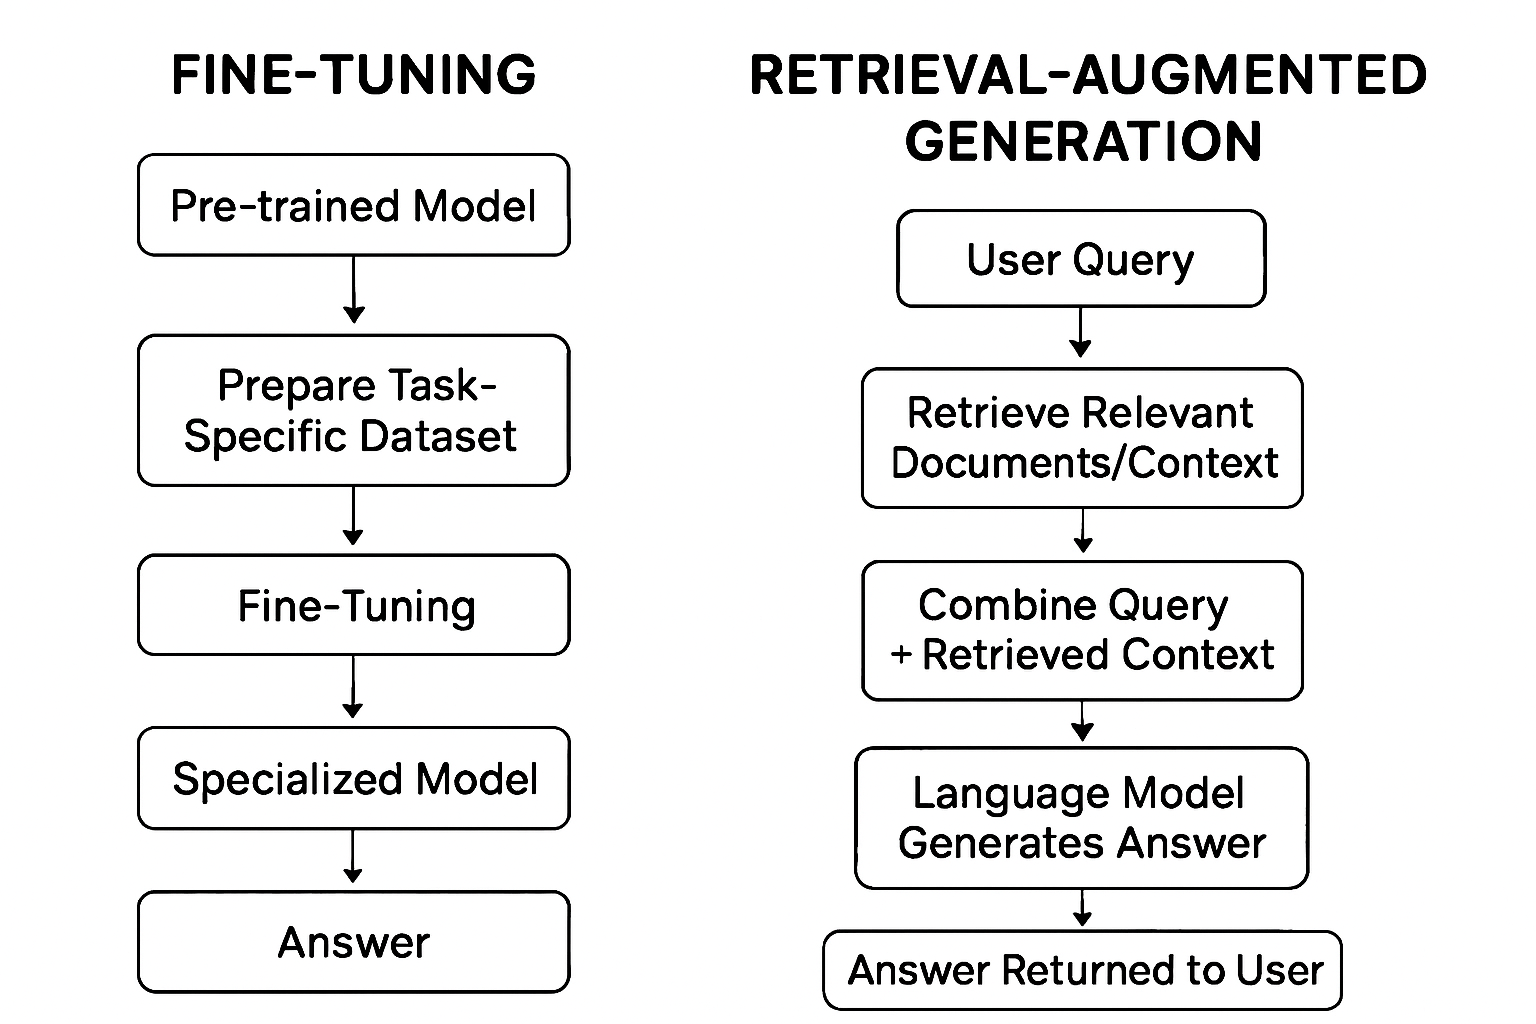 FINE-TUNING
Pre-trained Model
Prepare Task-
Specific Dataset
Fine-Tuning
Specialized Model
Answer
RETRIEVAL-AUGMENTED
GENERATION
User Query
Retrieve Relevant
Documents/Context
Combine Query
+ Retrieved Context
Language Model
Generates Answer
Answer Returned to User